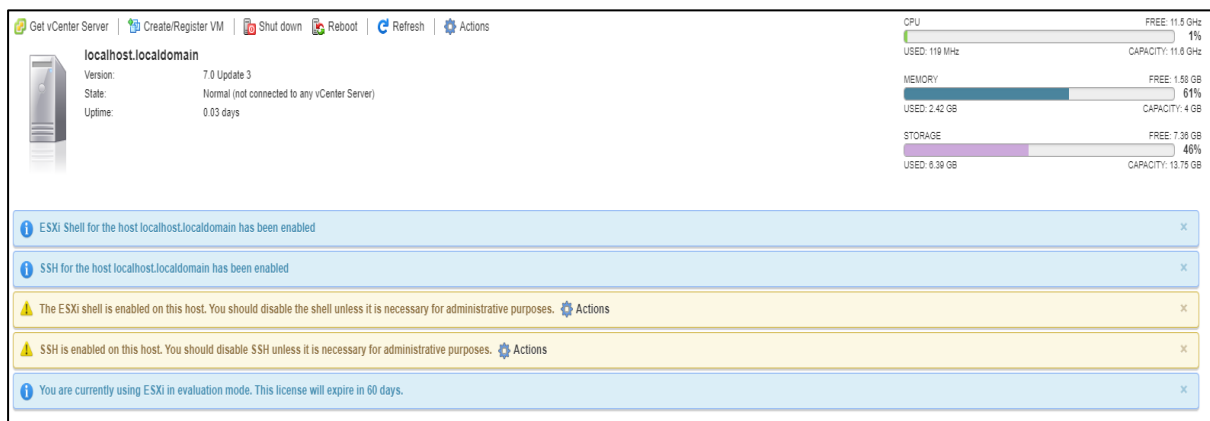 Get vCenter Server Create/Register VM Shut down Reboot Refresh Actions
localhost.localdomain
Version: 7.0 Update 3
State: Normal (not connected to any vCenter Server)
Uptime: 0.03 days
CPU FREE: 11.5 GHz
1%
USED: 119 MHz CAPACITY: 11.6 GHz
MEMORY FREE: 1.58 GB
61%
USED: 2.42 GB CAPACITY: 4 GB
STORAGE FREE: 7.36 GB
46%
USED: 6.39 GB CAPACITY: 13.75 GB
ESXi Shell for the host localhost.localdomain has been enabled
SSH for the host localhost.localdomain has been enabled
The ESXi shell is enabled on this host. You should disable the shell unless it is necessary for administrative purposes. Actions
SSH is enabled on this host. You should disable SSH unless it is necessary for administrative purposes. Actions
You are currently using ESXi in evaluation mode. This license will expire in 60 days.